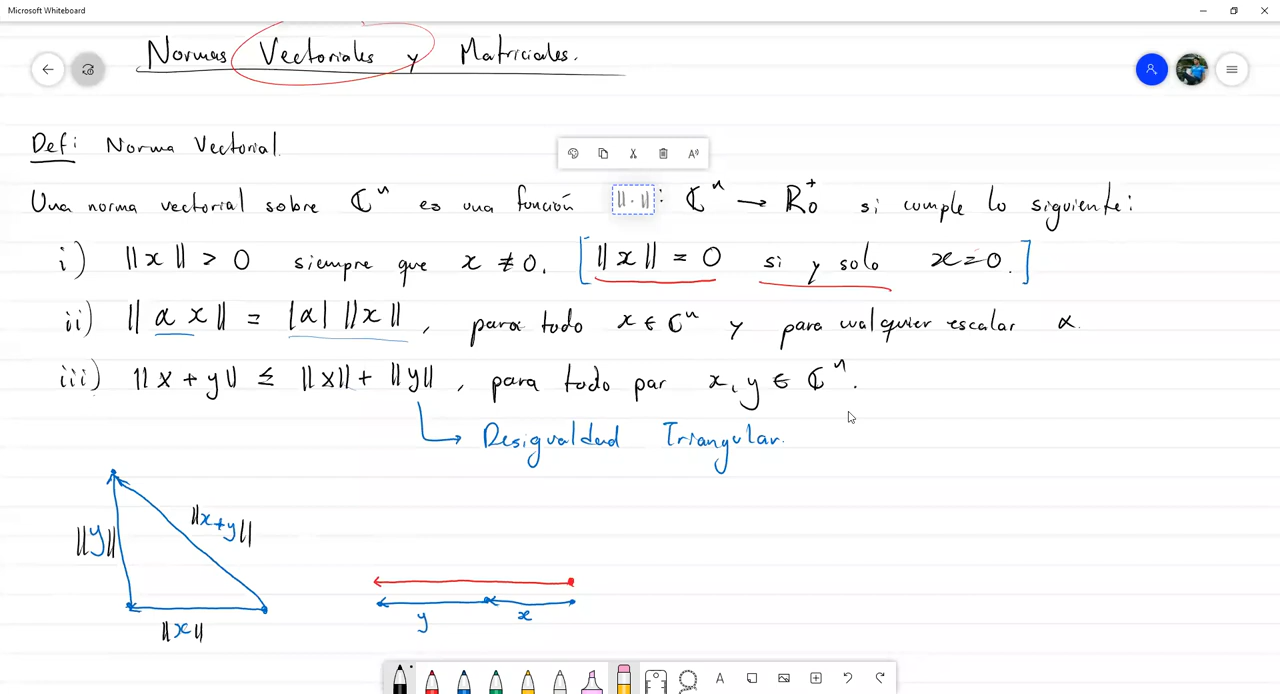 Microsoft Whiteboard
Normas Vectoriales y Matriciales.
Def: Norma Vectorial.
Una norma vectorial sobre ℂⁿ es una función ||·||: ℂⁿ → ℝ₀⁺ si cumple lo siguiente:
i) ||x|| > 0 siempre que x ≠ 0. [||x|| = 0 si y solo x = 0.]
ii) ||α x|| = |α| ||x||, para todo x ∈ ℂⁿ y para cualquier escalar α.
iii) ||x + y|| ≤ ||x|| + ||y||, para todo par x, y ∈ ℂⁿ.
Desigualdad Triangular.
||y|| ||x+y||
||x||
y x